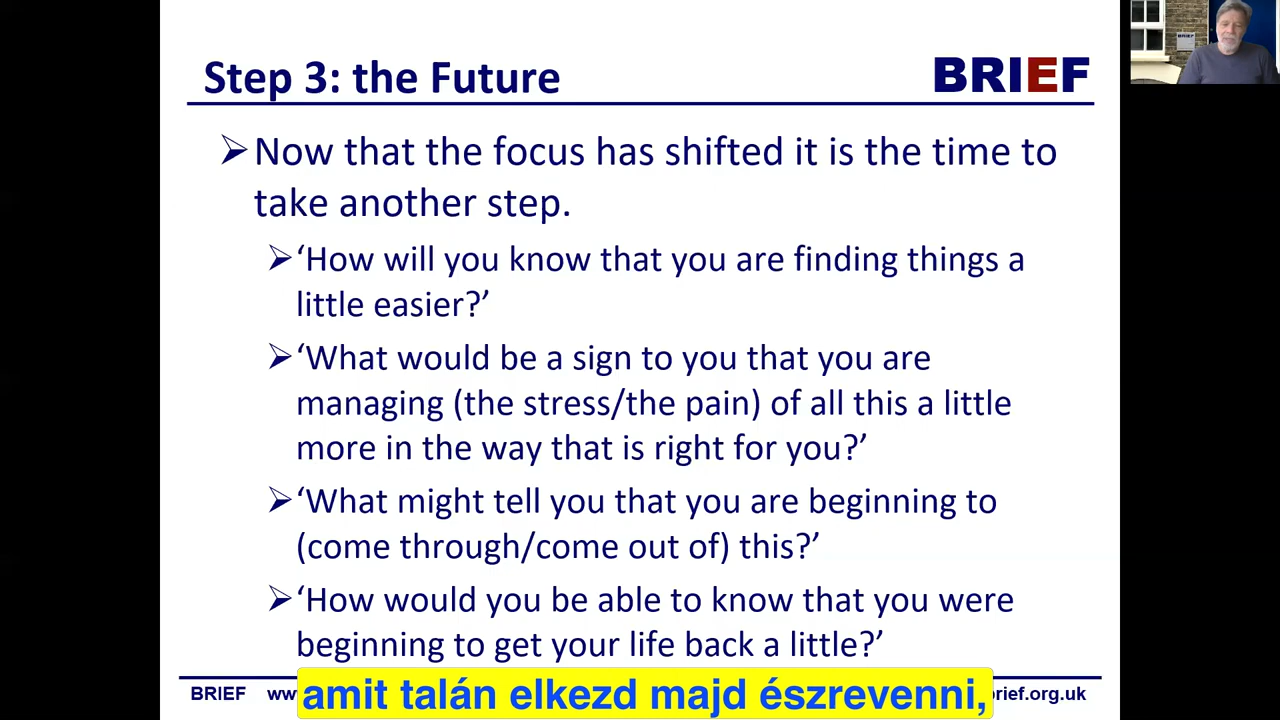 Step 3: the Future
BRIEF
BRIEF
➢Now that the focus has shifted it is the time to
take another step.
➢‘How will you know that you are finding things a
little easier?’
➢‘What would be a sign to you that you are
managing (the stress/the pain) of all this a little
more in the way that is right for you?’
➢‘What might tell you that you are beginning to
(come through/come out of) this?’
➢‘How would you be able to know that you were
beginning to get your life back a little?’
BRIEF
brief.org.uk
amit talán elkezd majd észrevenni,